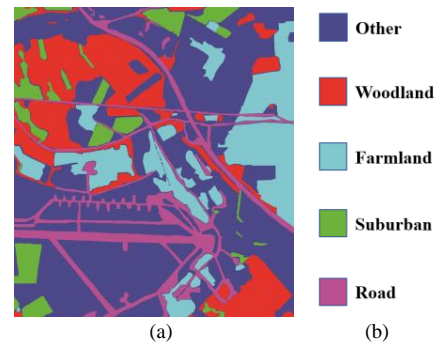 Other
Woodland
Farmland
Suburban
Road
(a)
(b)